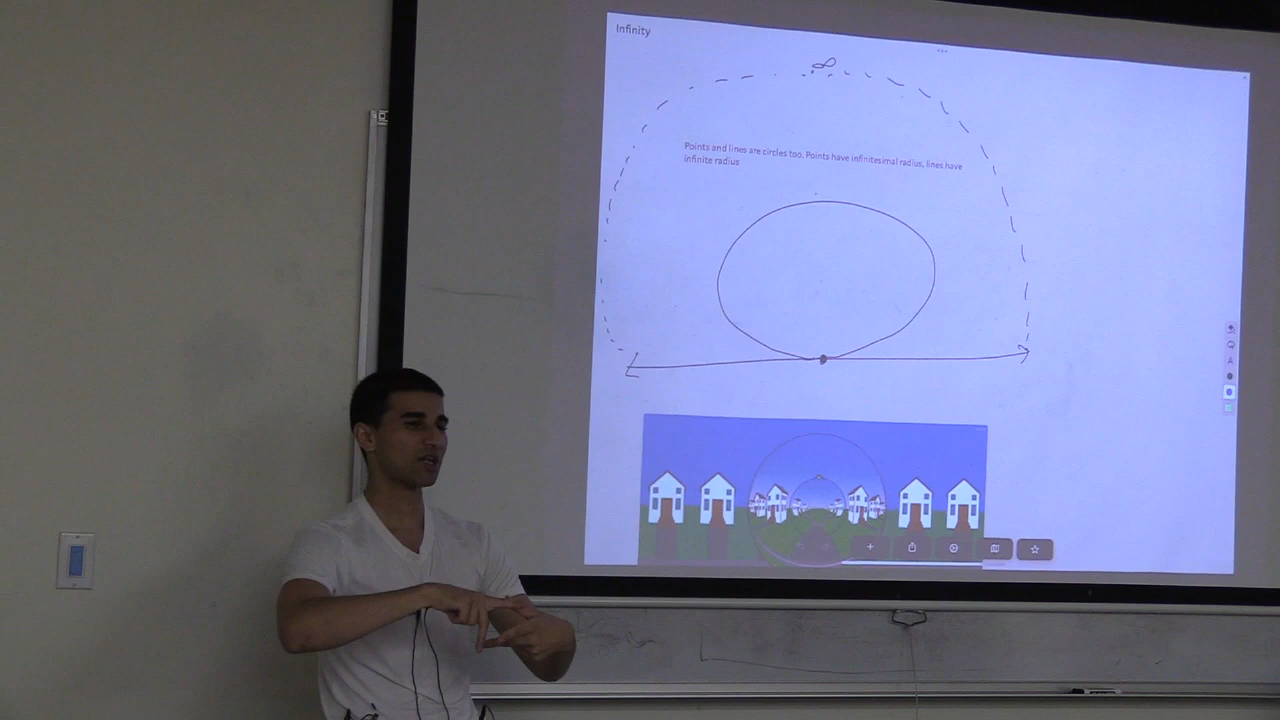 Infinity
∞
Points and lines are circles too. Points have infinitesimal radius, lines have
infinite radius